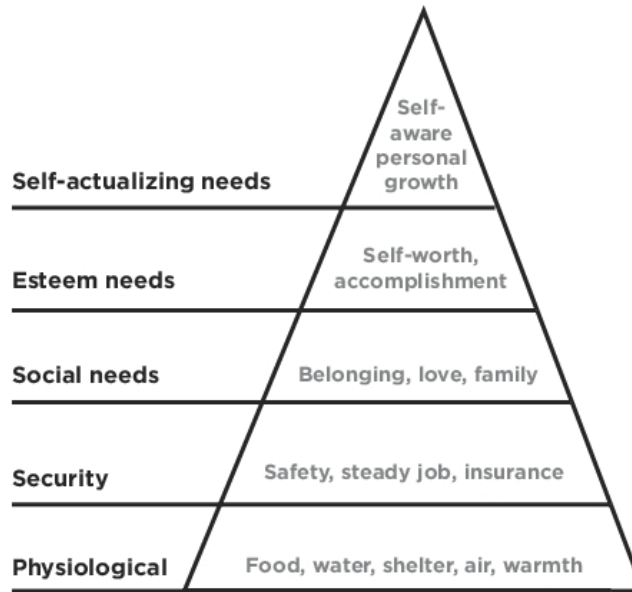 Self-
aware
personal
growth
Self-actualizing needs
Self-worth,
accomplishment
Esteem needs
Social needs
Belonging, love, family
Security
Safety, steady job, insurance
Physiological
Food, water, shelter, air, warmth